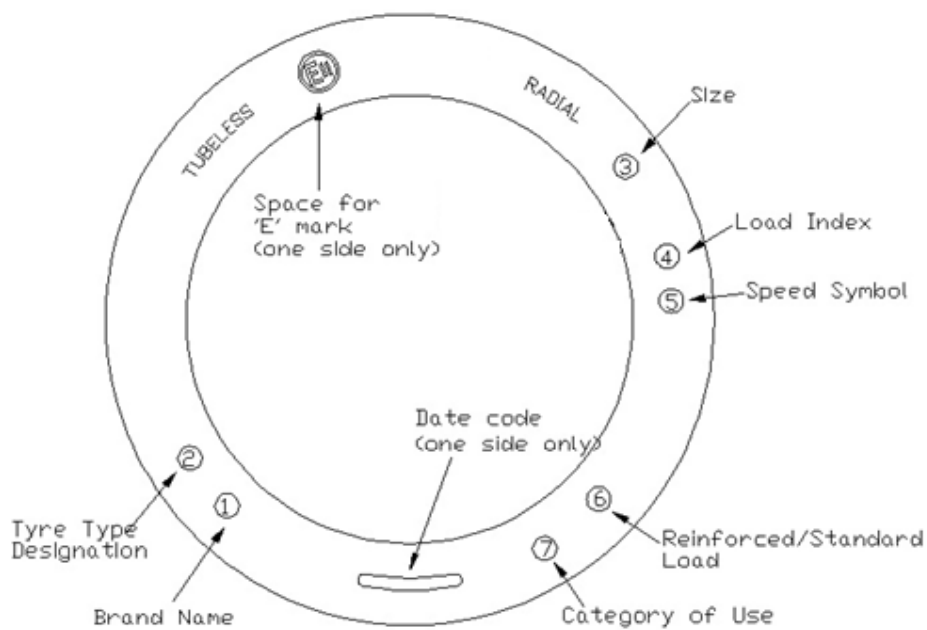 E11
RADIAL
TUBELESS
Size
3
Space for
'E' mark
(one side only)
Load Index
4
5
Speed Symbol
Date code
(one side only)
2
1
6
Tyre Type
Designation
7
Reinforced/Standard
Load
Brand Name
Category of Use